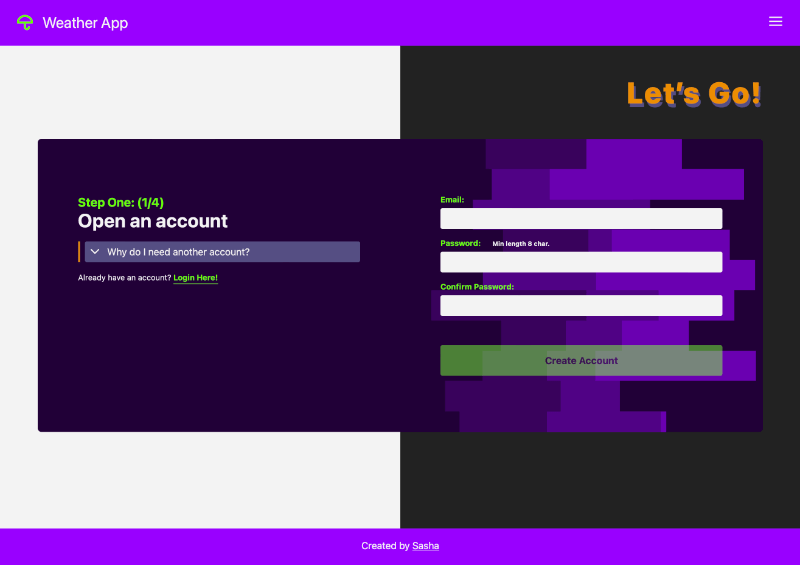 Weather App
Let's Go!
Step One: (1/4)
Open an account
Why do I need another account?
Already have an account? Login Here!
Email:
Password: Min length 8 char.
Confirm Password:
Create Account
Created by Sasha